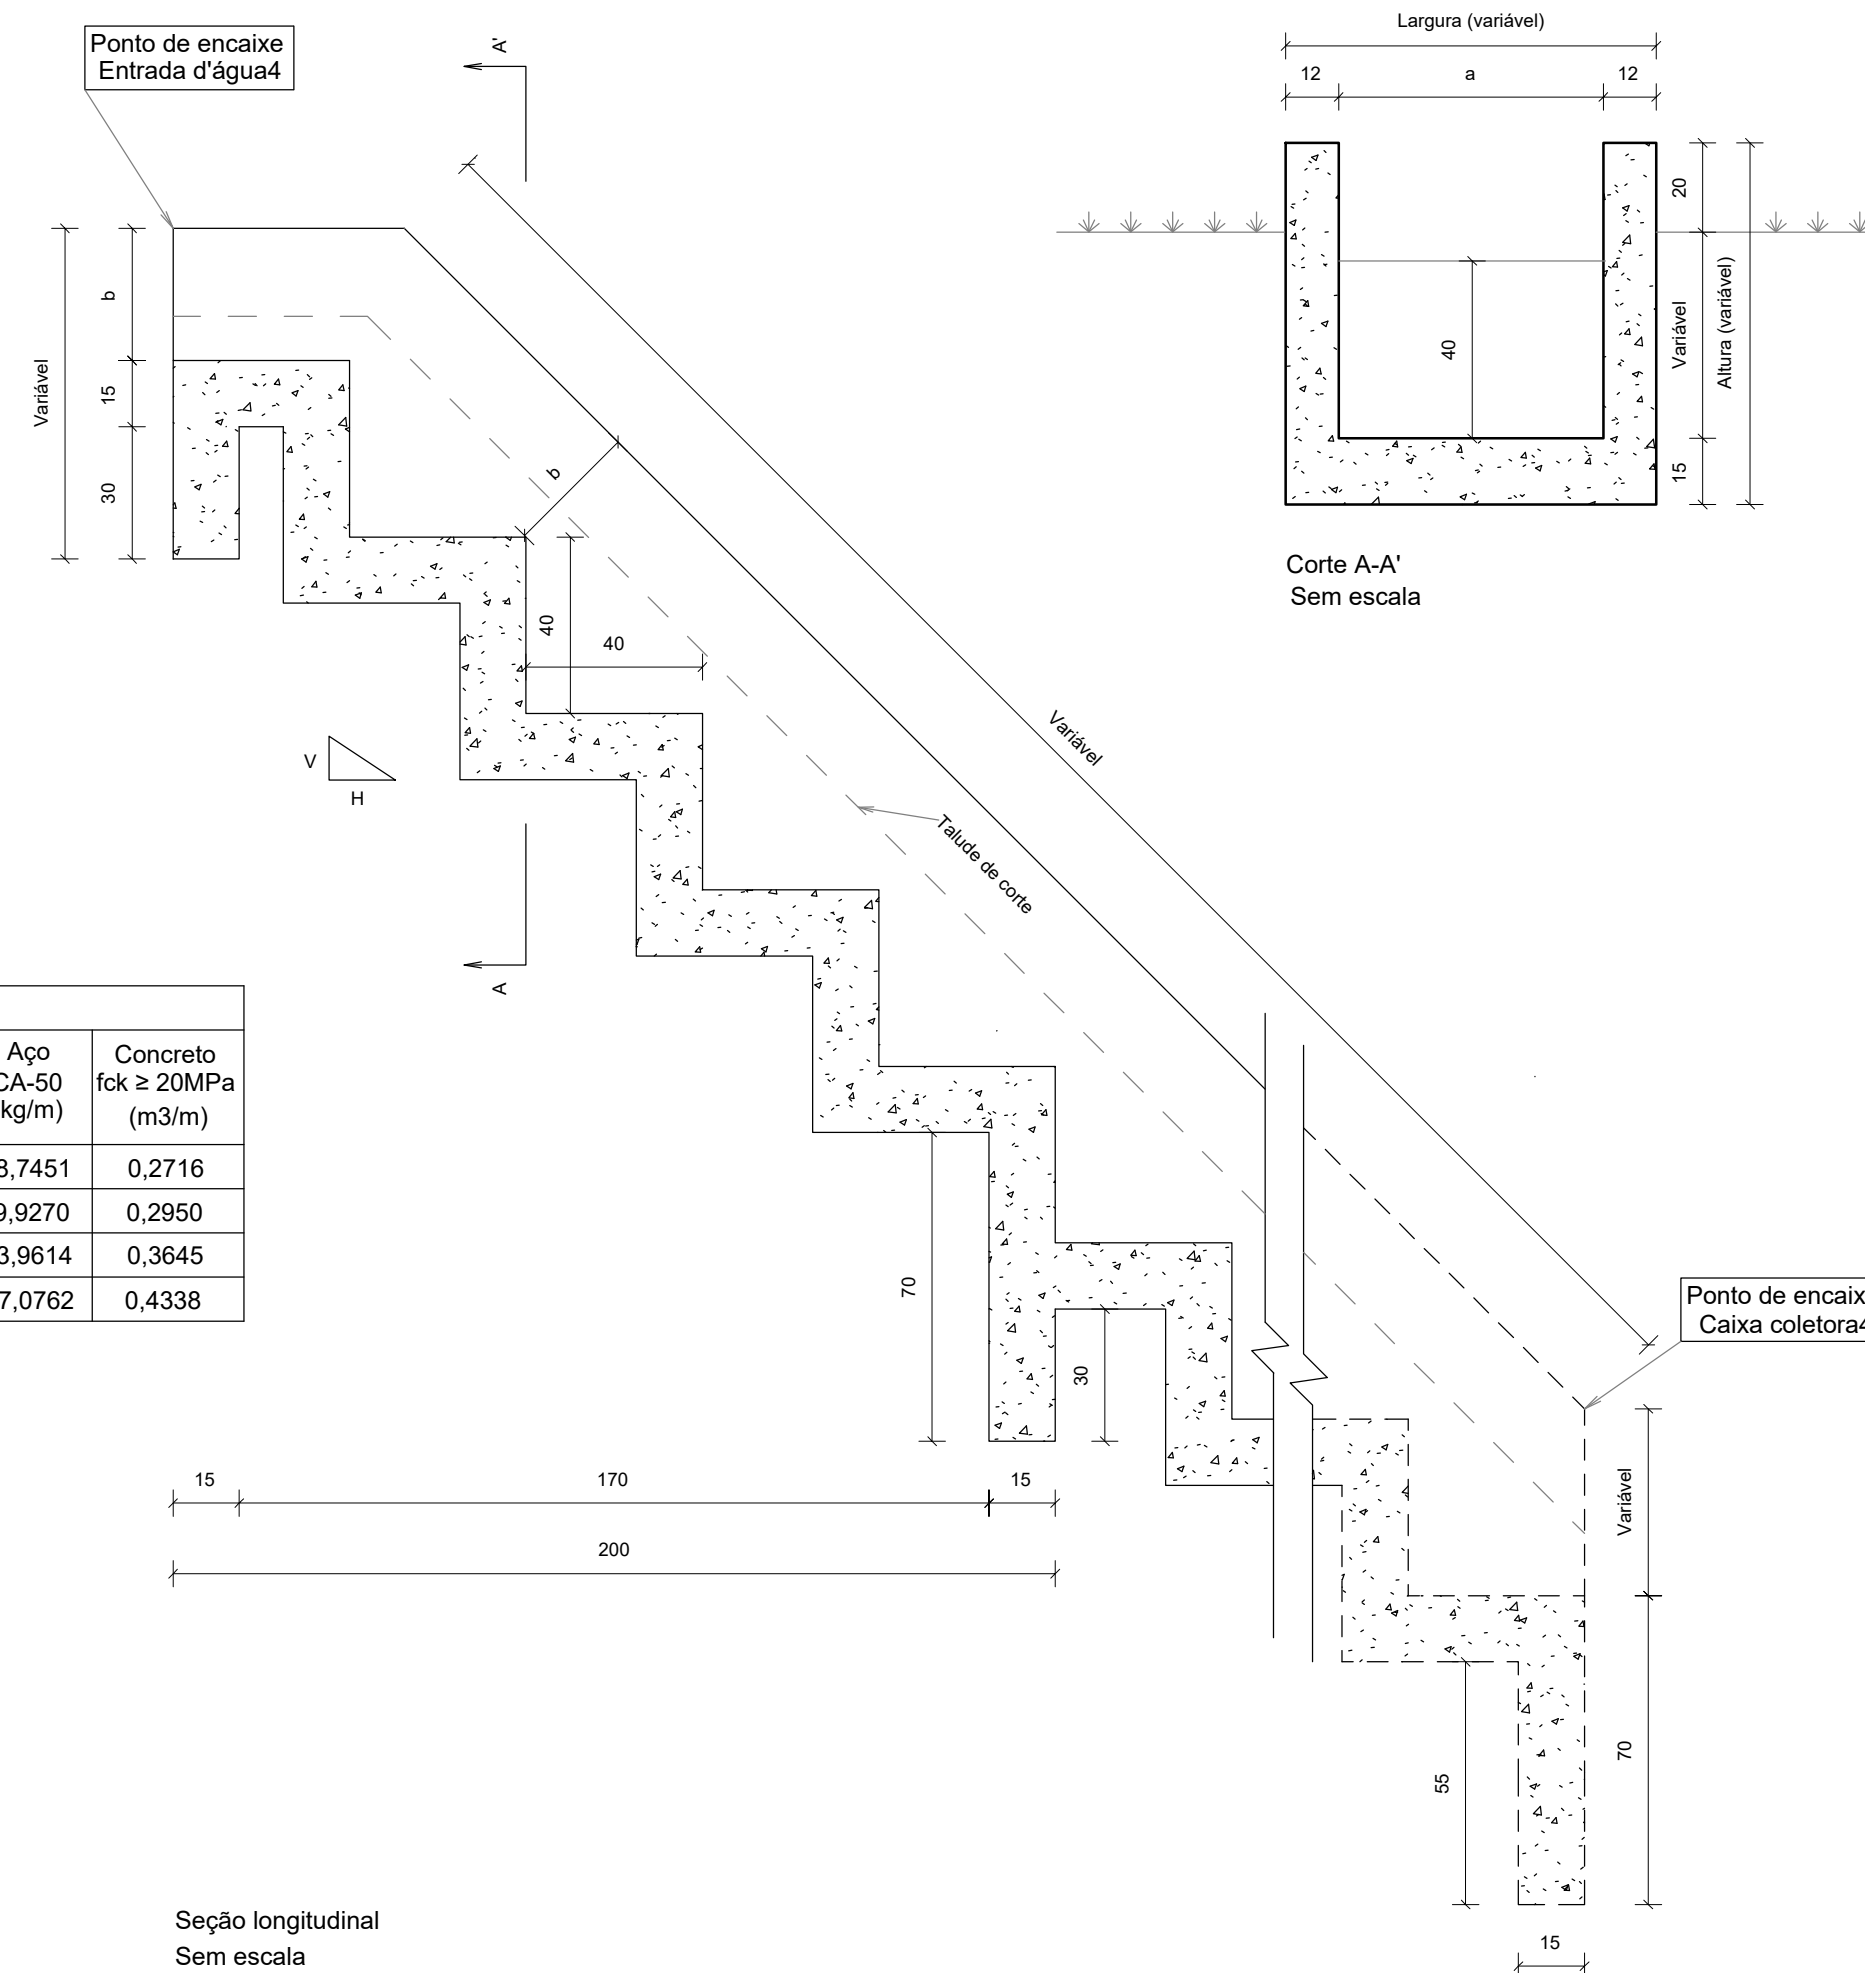 Ponto de encaixe
Entrada d'água4
A'
Largura (variável)
12
a
12
20
Variável
Altura (variável)
40
15
Corte A-A'
Sem escala
Variável
b
15
30
b
40
40
V
H
Variável
Talude de corte
A
Aço
Concreto
CA-50
fck ≥ 20MPa
kg/m)
(m3/m)
8,7451
0,2716
9,9270
0,2950
3,9614
0,3645
7,0762
0,4338
70
30
Ponto de encaix
Caixa coletora4
15
170
15
200
Variável
70
55
15
Seção longitudinal
Sem escala